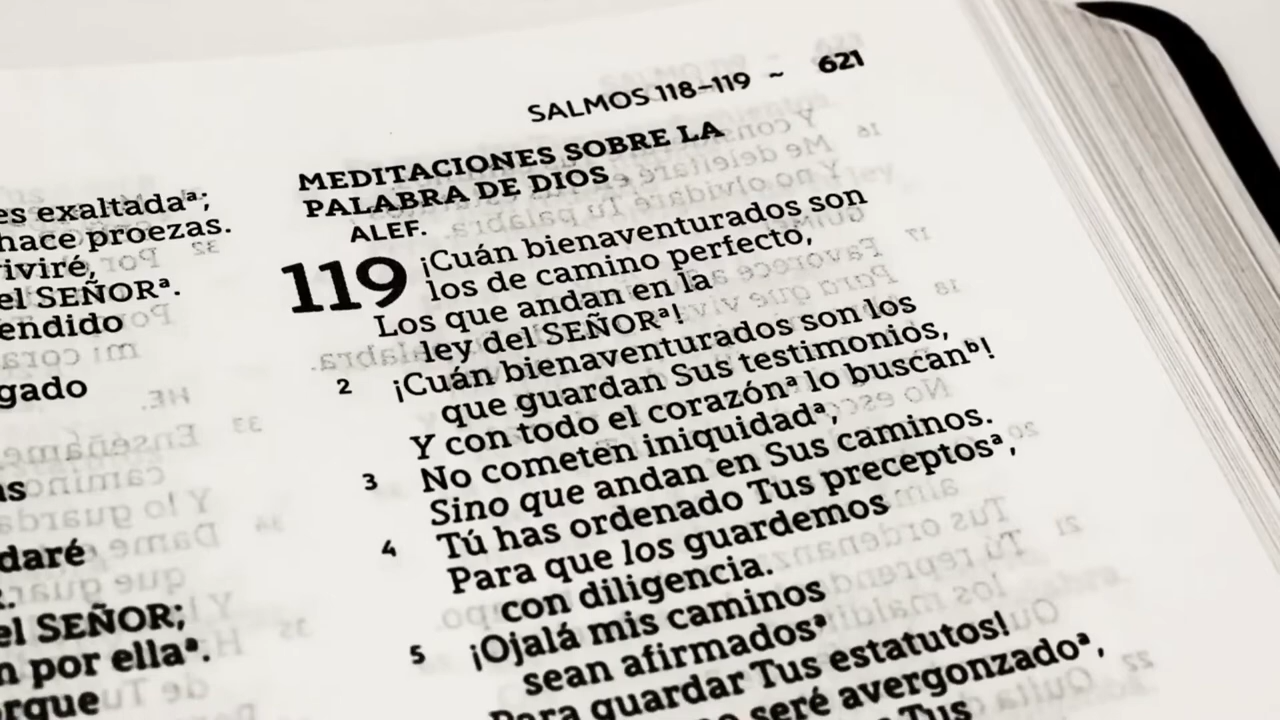 SALMOS 118–119 ~ 621
es exaltadaª;
hace proezas.
viviré,
el SEÑORª.
endido
gado
as
daré
el SEÑOR;
n por ellaª.
orque
MEDITACIONES SOBRE LA
PALABRA DE DIOS
ALEF.
119 ¡Cuán bienaventurados son
los de camino perfecto,
Los que andan en la
ley del SEÑORª!
2 ¡Cuán bienaventurados son los
que guardan Sus testimonios,
Y con todo el corazónª lo buscanᵇ!
3 No cometen iniquidadª,
Sino que andan en Sus caminos.
4 Tú has ordenado Tus preceptosª,
Para que los guardemos
con diligencia.
5 ¡Ojalá mis caminos
sean afirmadosª
Para guardar Tus estatutos!
seré avergonzadoª,
Tus